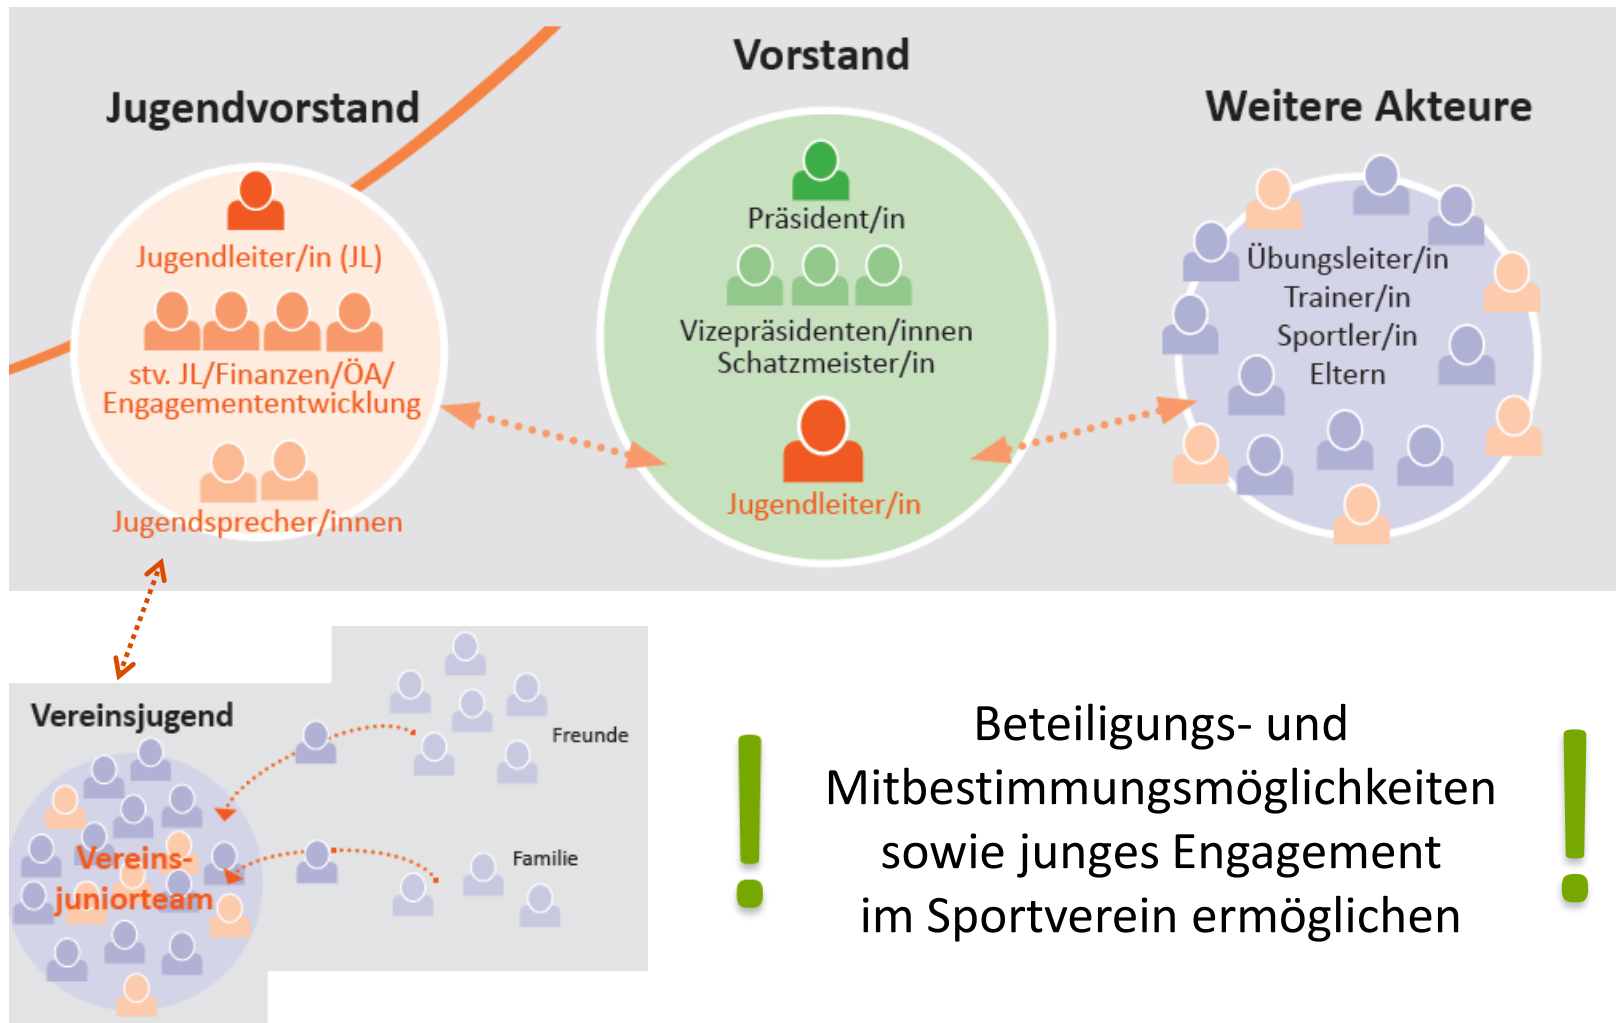 Jugendvorstand
Jugendleiter/in (JL)
stv. JL/Finanzen/ÖA/
Engagemententwicklung
Jugendsprecher/innen
Vorstand
Präsident/in
Vizepräsidenten/innen
Schatzmeister/in
Jugendleiter/in
Weitere Akteure
Übungsleiter/in
Trainer/in
Sportler/in
Eltern
Vereinsjugend
Vereins-
juniorteam
Freunde
Familie
! Beteiligungs- und !
Mitbestimmungsmöglichkeiten
sowie junges Engagement
im Sportverein ermöglichen